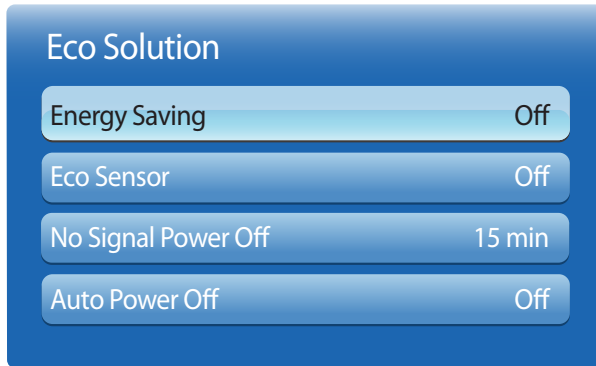 Eco Solution
Energy Saving Off
Eco Sensor Off
No Signal Power Off 15 min
Auto Power Off Off